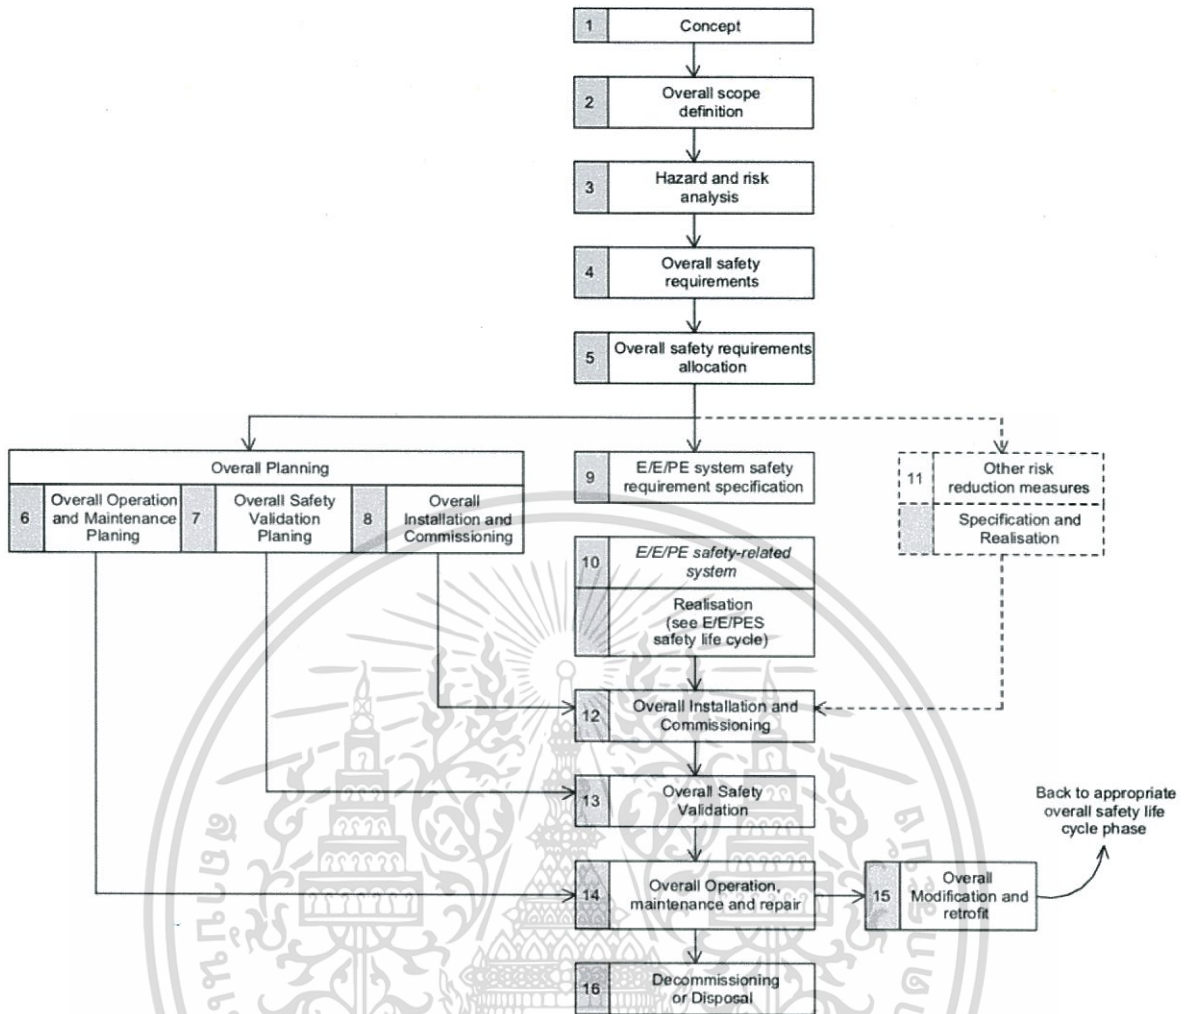 1
Concept
2
Overall scope
definition
3
Hazard and risk
analysis
4
Overall safety
requirements
5
Overall safety requirements
allocation
Overall Planning
6
Overall Operation
and Maintenance
Planing
7
Overall Safety
Validation
Planing
8
Overall
Installation and
Commissioning
9
E/E/PE system safety
requirement specification
11
Other risk
reduction measures
Specification and
Realisation
10
E/E/PE safety-related
system
Realisation
(see E/E/PES
safety life cycle)
12
Overall Installation and
Commissioning
13
Overall Safety
Validation
14
Overall Operation,
maintenance and repair
15
Overall
Modification and
retrofit
Back to appropriate
overall safety life
cycle phase
16
Decommissioning
or Disposal